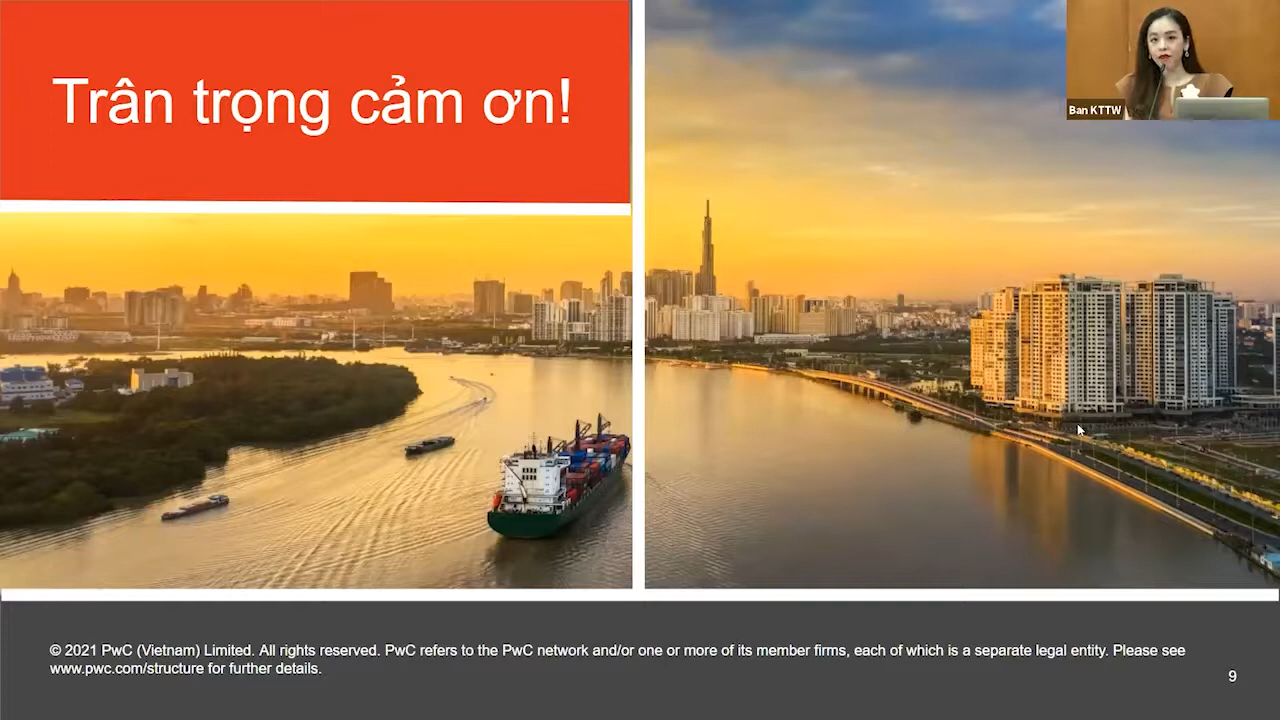 Trân trọng cảm ơn!
Ban KTTW
© 2021 PwC (Vietnam) Limited. All rights reserved. PwC refers to the PwC network and/or one or more of its member firms, each of which is a separate legal entity. Please see
www.pwc.com/structure for further details.
9